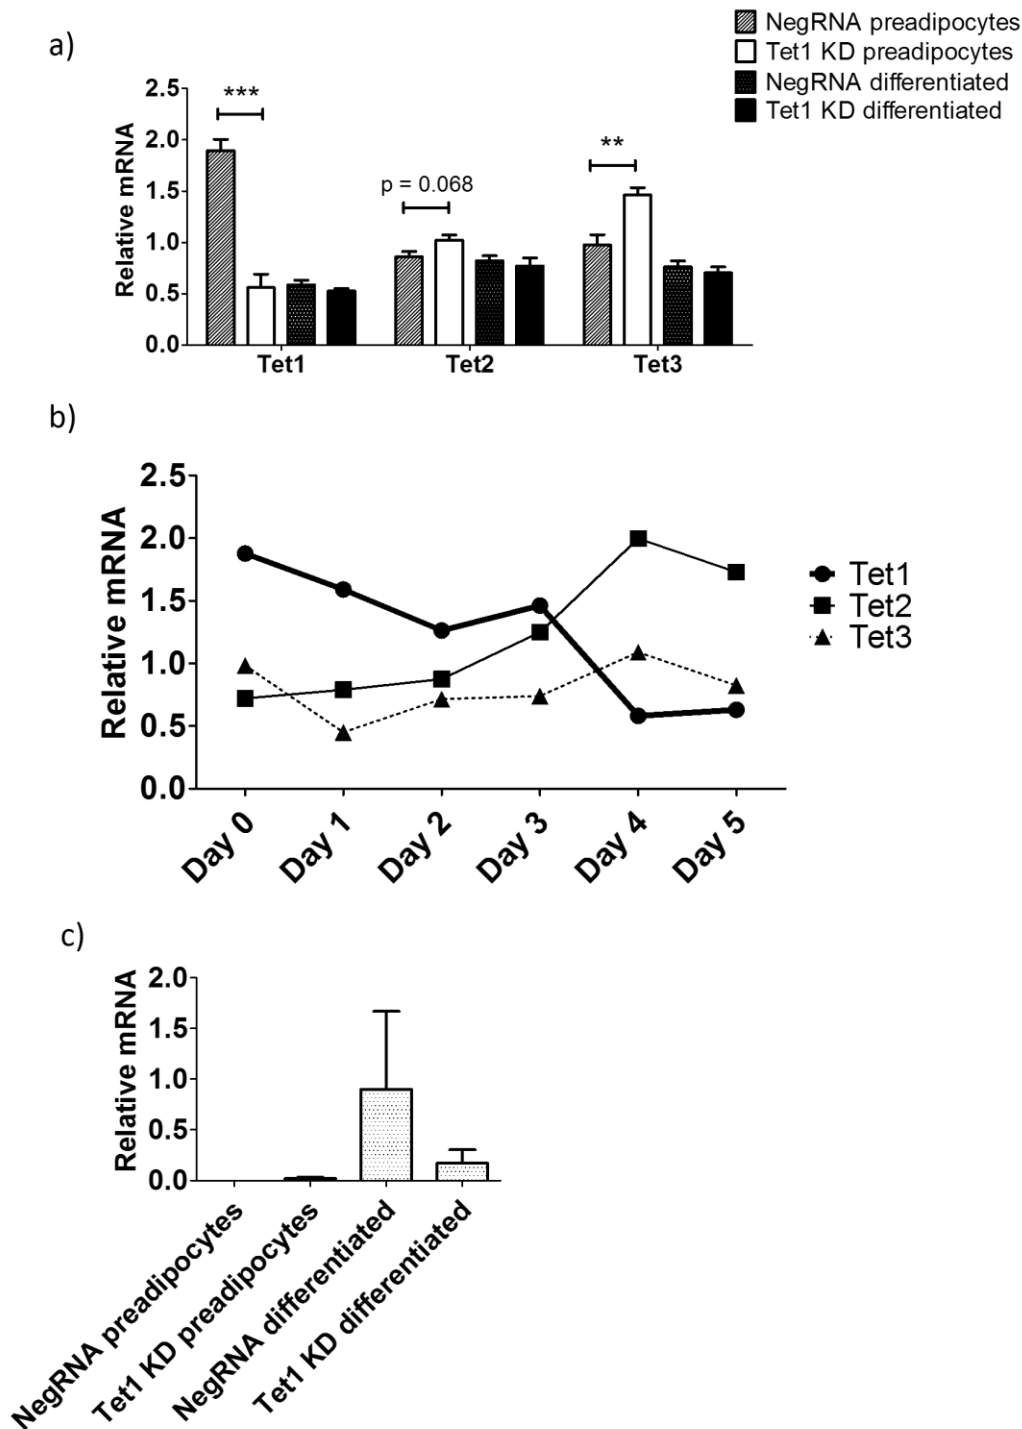 a)
NegRNA preadipocytes
Tet1 KD preadipocytes
NegRNA differentiated
Tet1 KD differentiated
Relative mRNA
2.5
2.0
1.5
1.0
0.5
0.0
***
p = 0.068
**
Tet1 Tet2 Tet3
b)
Relative mRNA
2.5
2.0
1.5
1.0
0.5
0.0
Day 0 Day 1 Day 2 Day 3 Day 4 Day 5
Tet1
Tet2
Tet3
c)
Relative mRNA
2.0
1.5
1.0
0.5
0.0
NegRNA preadipocytes
Tet1 KD preadipocytes
NegRNA differentiated
Tet1 KD differentiated